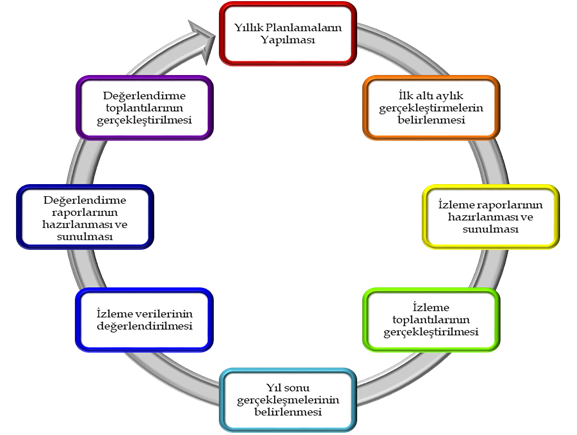 Yıllık Planlamaların
Yapılması
İlk altı aylık
gerçekleştirmelerin
belirlenmesi
İzleme raporlarının
hazırlanması ve
sunulması
İzleme
toplantılarının
gerçekleştirilmesi
Yıl sonu
gerçekleşmelerinin
belirlenmesi
İzleme verilerinin
değerlendirilmesi
Değerlendirme
raporlarının
hazırlanması ve
sunulması
Değerlendirme
toplantılarının
gerçekleştirilmesi